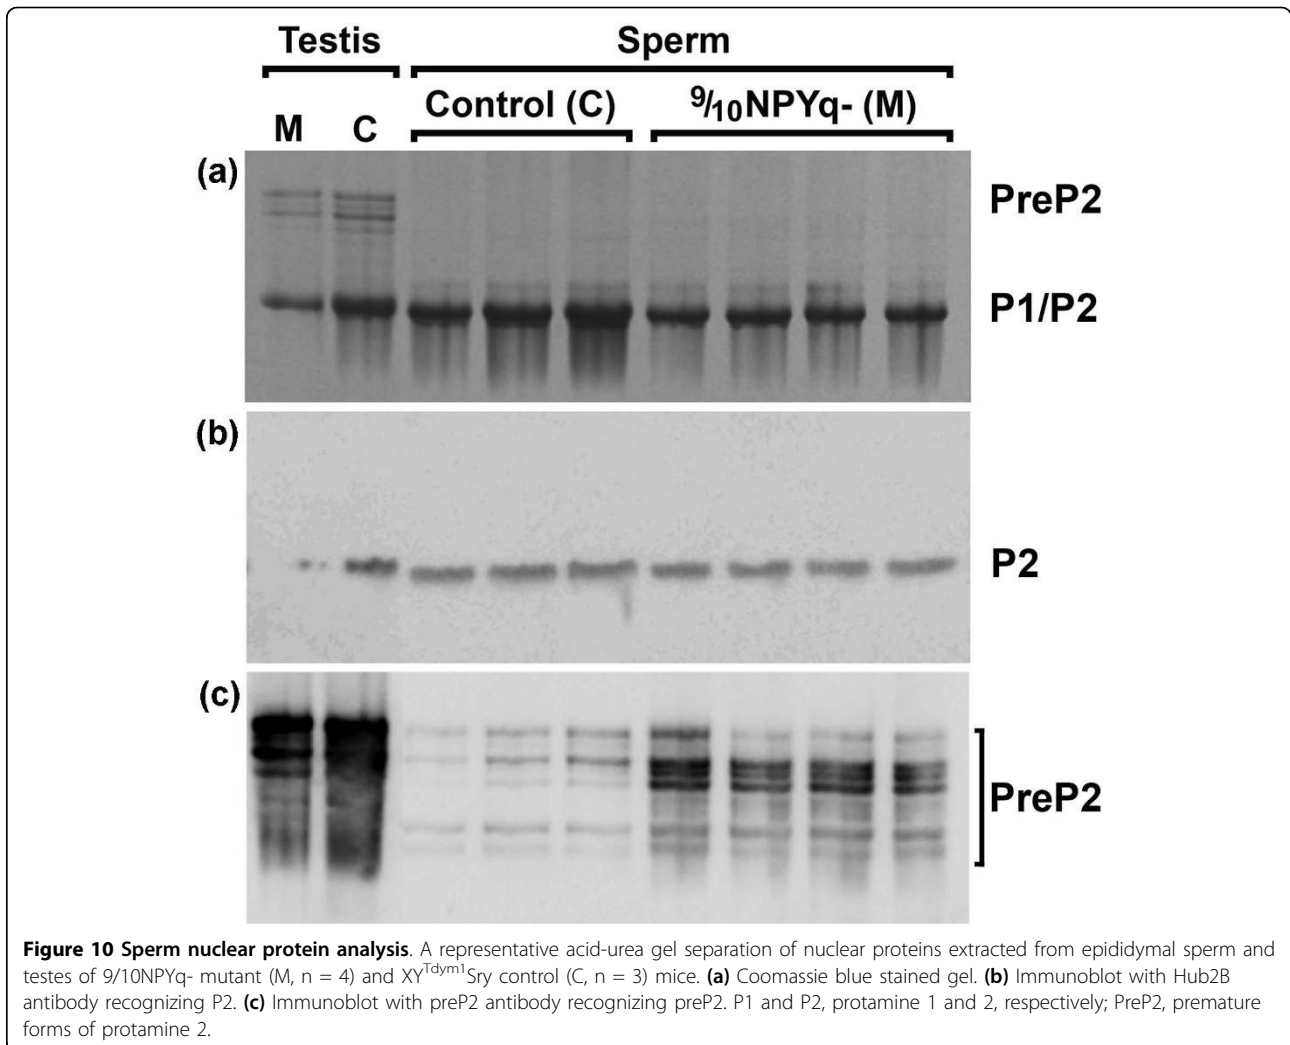 Testis Sperm
Control (C) 9/10NPYq- (M)
M C
(a)
PreP2
P1/P2
(b)
P2
(c)
PreP2
Figure 10 Sperm nuclear protein analysis. A representative acid-urea gel separation of nuclear proteins extracted from epididymal sperm and
testes of 9/10NPYq- mutant (M, n = 4) and XYTdym1Sry control (C, n = 3) mice. (a) Coomassie blue stained gel. (b) Immunoblot with Hub2B
antibody recognizing P2. (c) Immunoblot with preP2 antibody recognizing preP2. P1 and P2, protamine 1 and 2, respectively; PreP2, premature
forms of protamine 2.